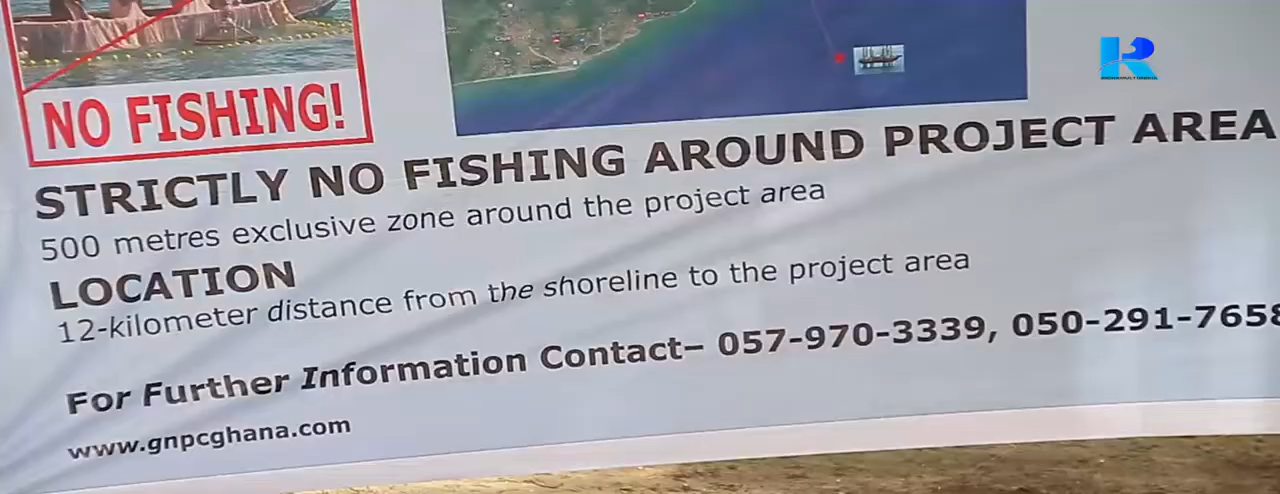 NO FISHING!
STRICTLY NO FISHING AROUND PROJECT AREA
500 metres exclusive zone around the project area
LOCATION
12-kilometer distance from the shoreline to the project area
For Further Information Contact– 057-970-3339, 050-291-7658
www.gnpcghana.com